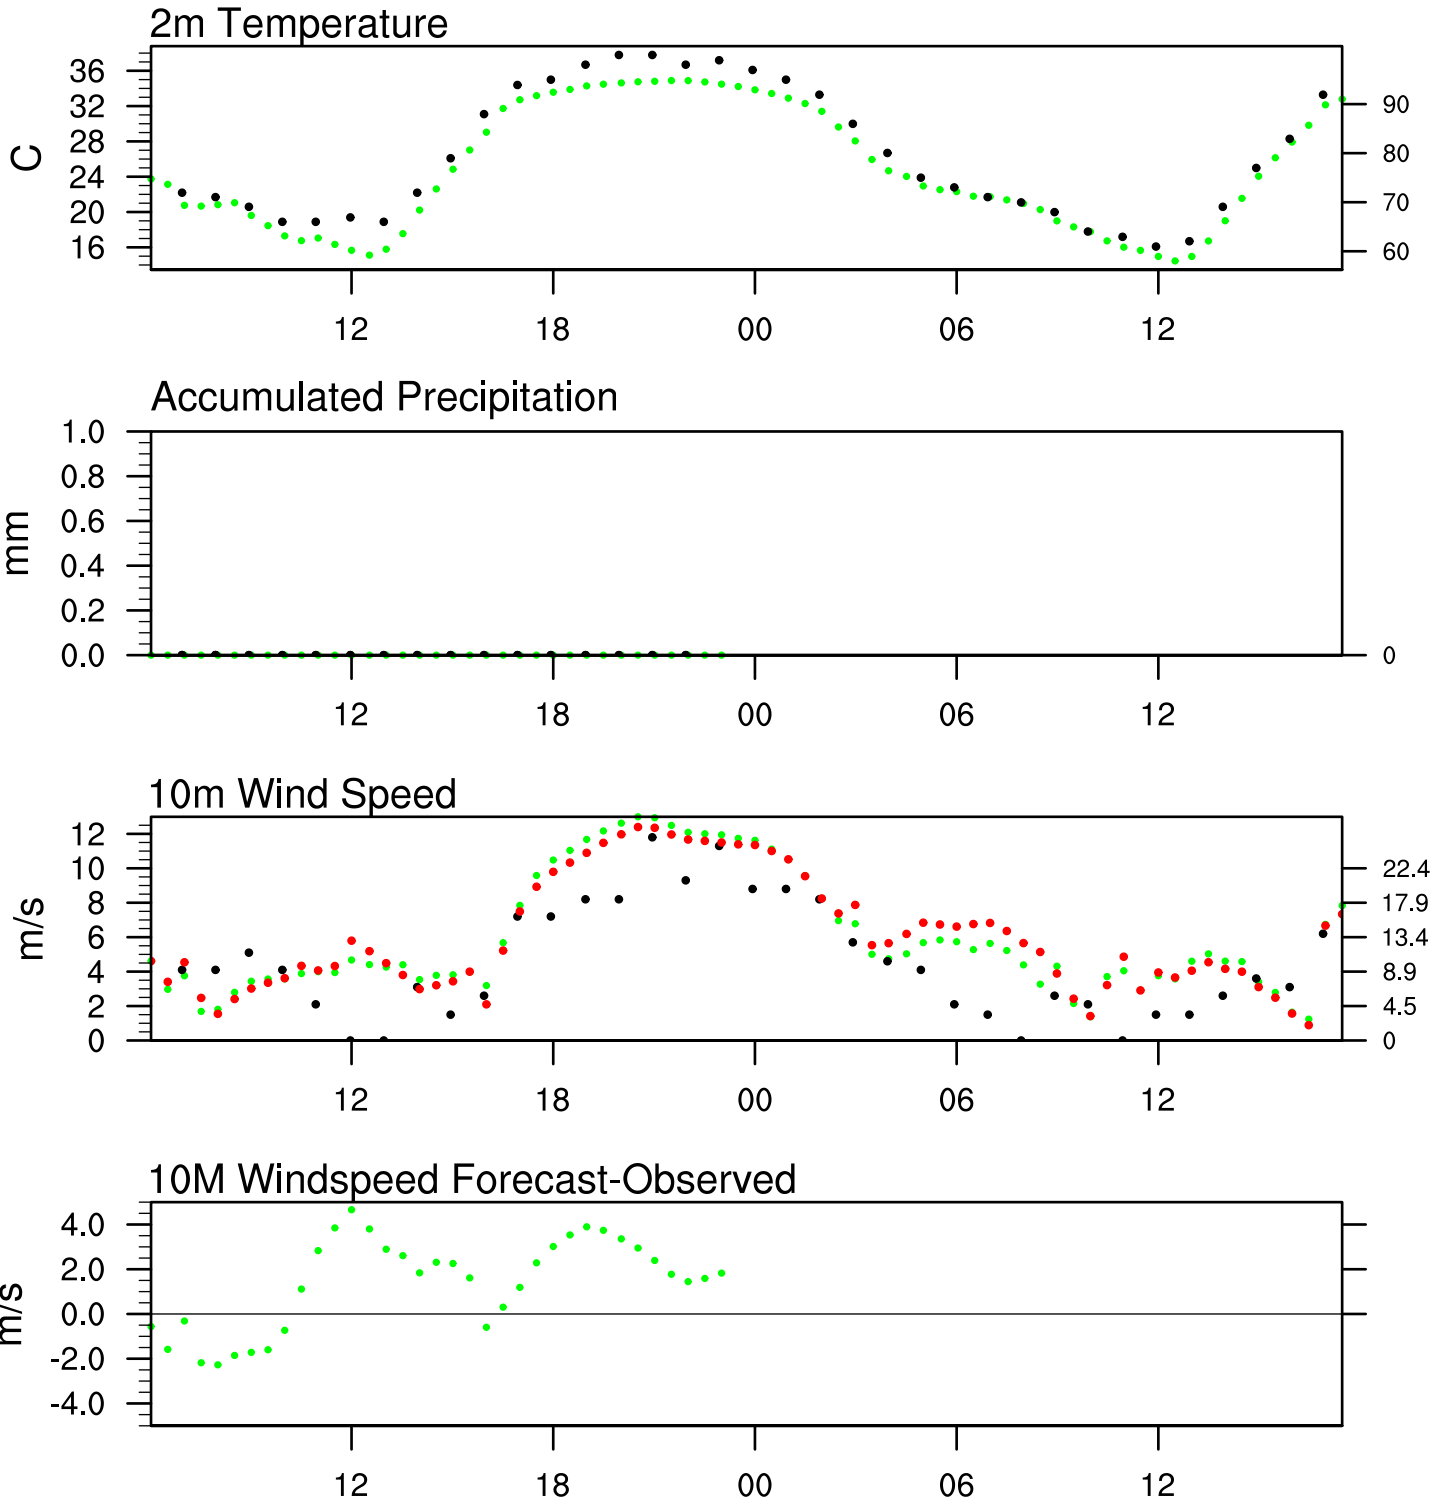 2m Temperature
36
32
28
24
20
16
C
90
80
70
60
12 18 00 06 12
Accumulated Precipitation
1.0
0.8
0.6
0.4
0.2
0.0
mm
0
12 18 00 06 12
10m Wind Speed
12
10
8
6
4
2
0
m/s
22.4
17.9
13.4
8.9
4.5
0
12 18 00 06 12
10M Windspeed Forecast-Observed
4.0
2.0
0.0
-2.0
-4.0
m/s
12 18 00 06 12